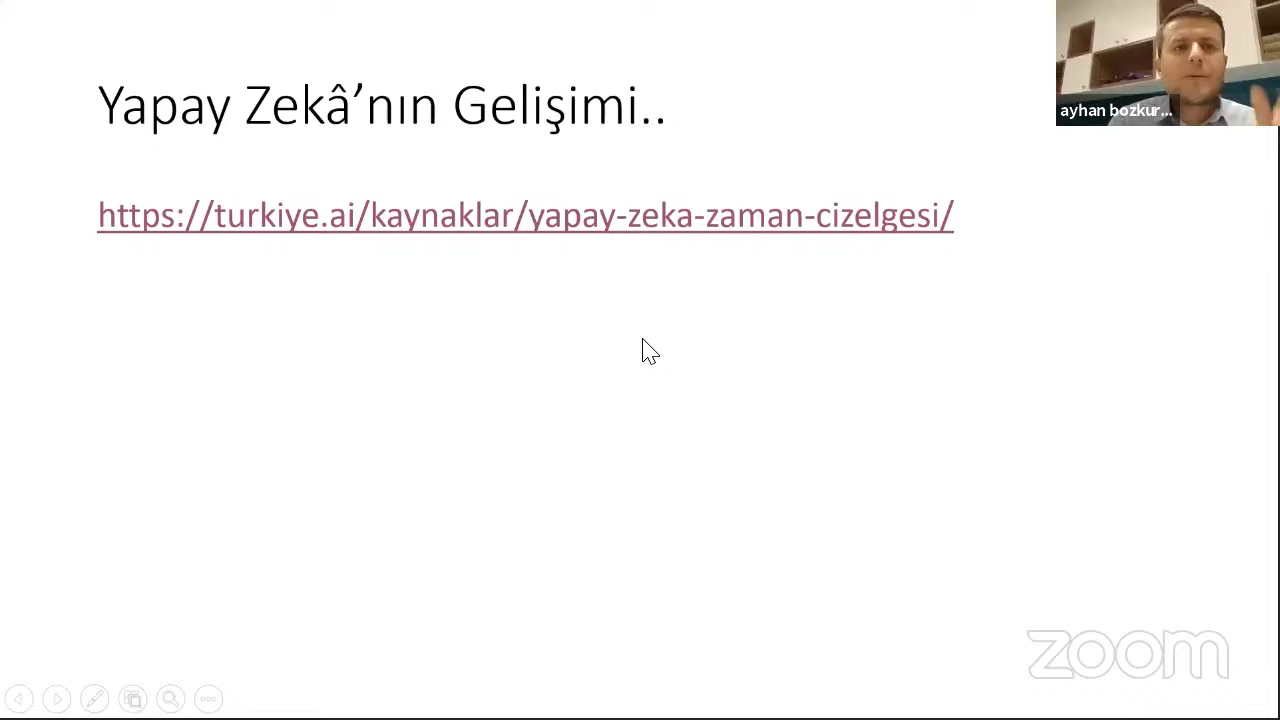 Yapay Zekâ’nın Gelişimi..
ayhan bozkur...
https://turkiye.ai/kaynaklar/yapay-zeka-zaman-cizelgesi/
zoom